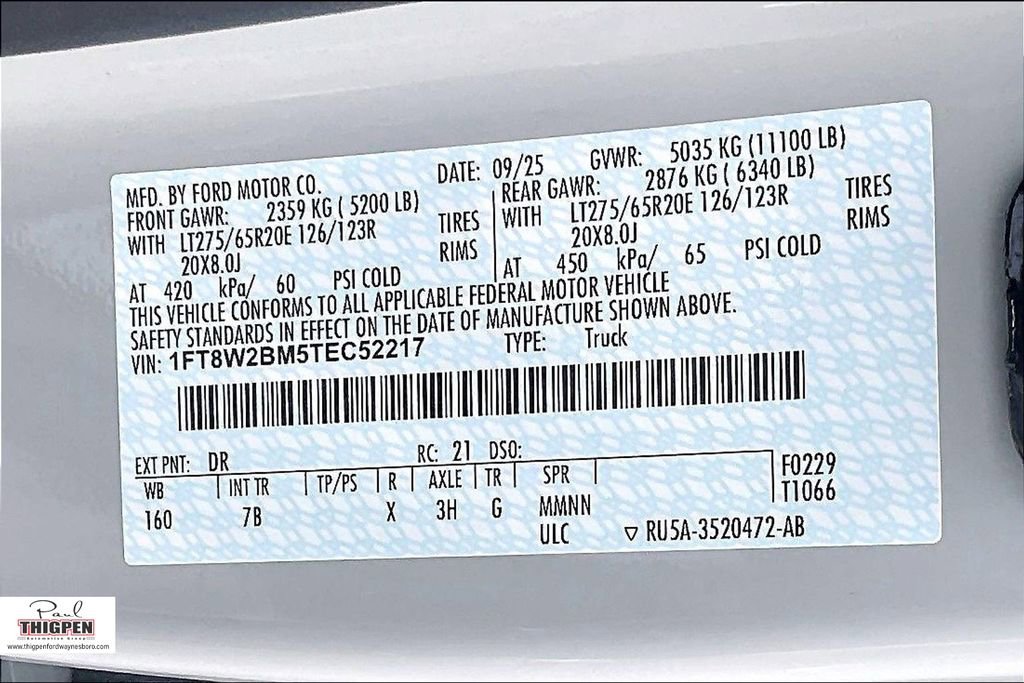 MFD. BY FORD MOTOR CO. DATE: 09/25 GVWR: 5035 KG (11100 LB)
FRONT GAWR: 2359 KG ( 5200 LB) REAR GAWR: 2876 KG ( 6340 LB)
WITH LT275/65R20E 126/123R TIRES WITH LT275/65R20E 126/123R TIRES
20X8.0J RIMS 20X8.0J RIMS
AT 420 kPa/ 60 PSI COLD AT 450 kPa/ 65 PSI COLD
THIS VEHICLE CONFORMS TO ALL APPLICABLE FEDERAL MOTOR VEHICLE
SAFETY STANDARDS IN EFFECT ON THE DATE OF MANUFACTURE SHOWN ABOVE.
VIN: 1FT8W2BM5TEC52217 TYPE: Truck
EXT PNT: DR RC: 21 DSO:
WB INT TR TP/PS R AXLE TR SPR F0229
160 7B X 3H G MMNN T1066
ULC ▽ RU5A-3520472-AB
Paul
THIGPEN
Automotive Group
www.thigpenfordwaynesboro.com